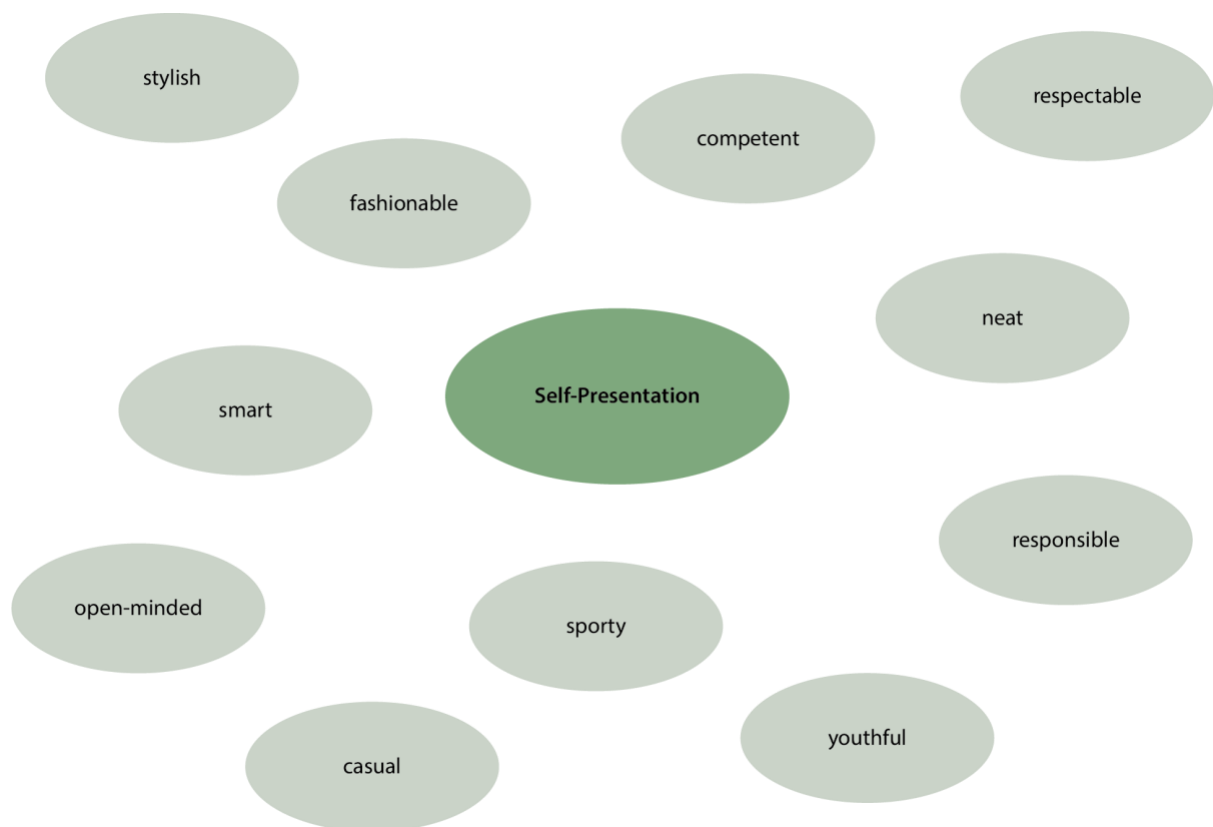 stylish
respectable
competent
fashionable
neat
Self-Presentation
smart
responsible
open-minded
sporty
youthful
casual